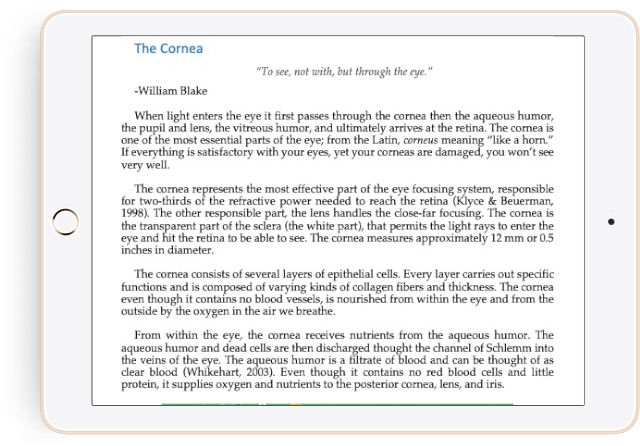 The Cornea
“To see, not with, but through the eye.”
-William Blake
When light enters the eye it first passes through the cornea then the aqueous humor,
the pupil and lens, the vitreous humor, and ultimately arrives at the retina. The cornea is
one of the most essential parts of the eye; from the Latin, corneus meaning “like a horn.”
If everything is satisfactory with your eyes, yet your corneas are damaged, you won’t see
very well.
The cornea represents the most effective part of the eye focusing system, responsible
for two-thirds of the refractive power needed to reach the retina (Klyce & Beuerman,
1998). The other responsible part, the lens handles the close-far focusing. The cornea is
the transparent part of the sclera (the white part), that permits the light rays to enter the
eye and hit the retina to be able to see. The cornea measures approximately 12 mm or 0.5
inches in diameter.
The cornea consists of several layers of epithelial cells. Every layer carries out specific
functions and is composed of varying kinds of collagen fibers and thickness. The cornea
even though it contains no blood vessels, is nourished from within the eye and from the
outside by the oxygen in the air we breathe.
From within the eye, the cornea receives nutrients from the aqueous humor. The
aqueous humor and dead cells are then discharged thought the channel of Schlemm into
the veins of the eye. The aqueous humor is a filtrate of blood and can be thought of as
clear blood (Whikehart, 2003). Even though it contains no red blood cells and little
protein, it supplies oxygen and nutrients to the posterior cornea, lens, and iris.